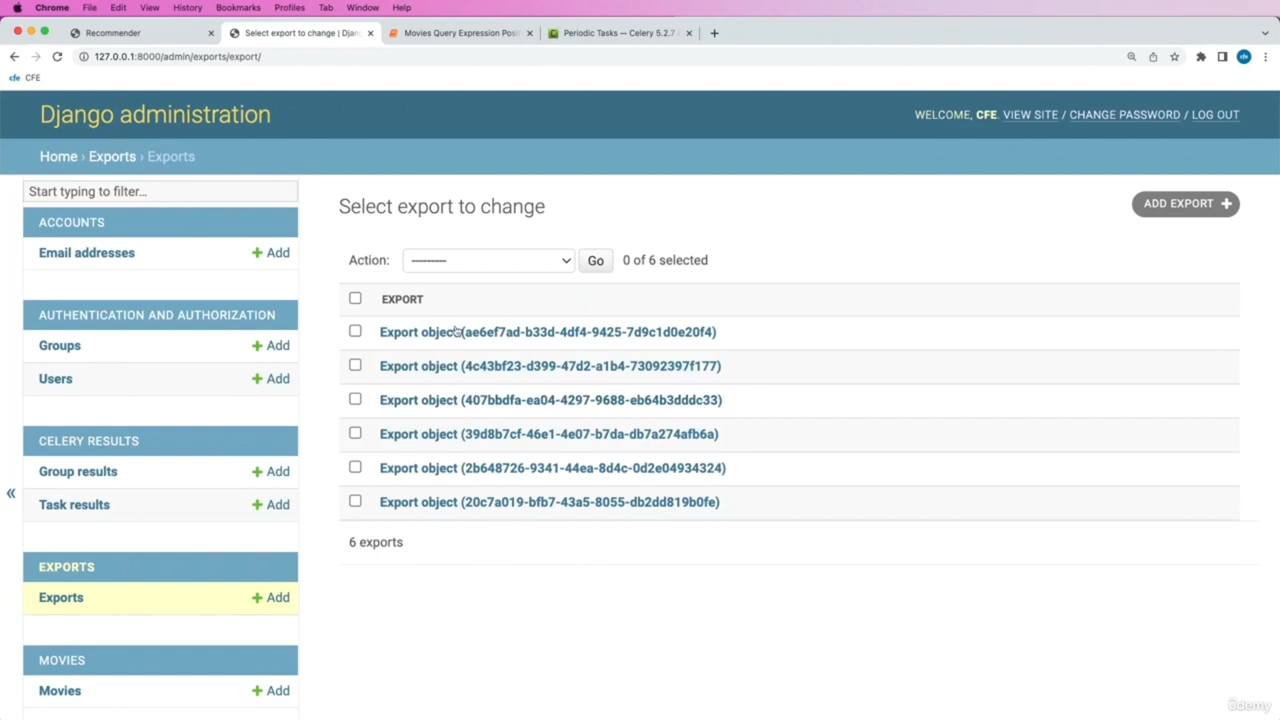 Chrome File Edit View History Bookmarks Profiles Tab Window Help
Recommender
Select export to change | Djan
Movies Query Expression Posi
Periodic Tasks — Celery 5.2.7
127.0.0.1:8000/admin/exports/export/
cfe CFE
Django administration
WELCOME, CFE. VIEW SITE / CHANGE PASSWORD / LOG OUT
Home › Exports › Exports
Start typing to filter...
ACCOUNTS
Email addresses + Add
AUTHENTICATION AND AUTHORIZATION
Groups + Add
Users + Add
CELERY RESULTS
Group results + Add
Task results + Add
«
EXPORTS
Exports + Add
MOVIES
Movies + Add
Select export to change
ADD EXPORT +
Action: --------- Go 0 of 6 selected
EXPORT
Export object (ae6ef7ad-b33d-4df4-9425-7d9c1d0e20f4)
Export object (4c43bf23-d399-47d2-a1b4-73092397f177)
Export object (407bbdfa-ea04-4297-9688-eb64b3dddc33)
Export object (39d8b7cf-46e1-4e07-b7da-db7a274afb6a)
Export object (2b648726-9341-44ea-8d4c-0d2e04934324)
Export object (20c7a019-bfb7-43a5-8055-db2dd819b0fe)
6 exports
ûdemy